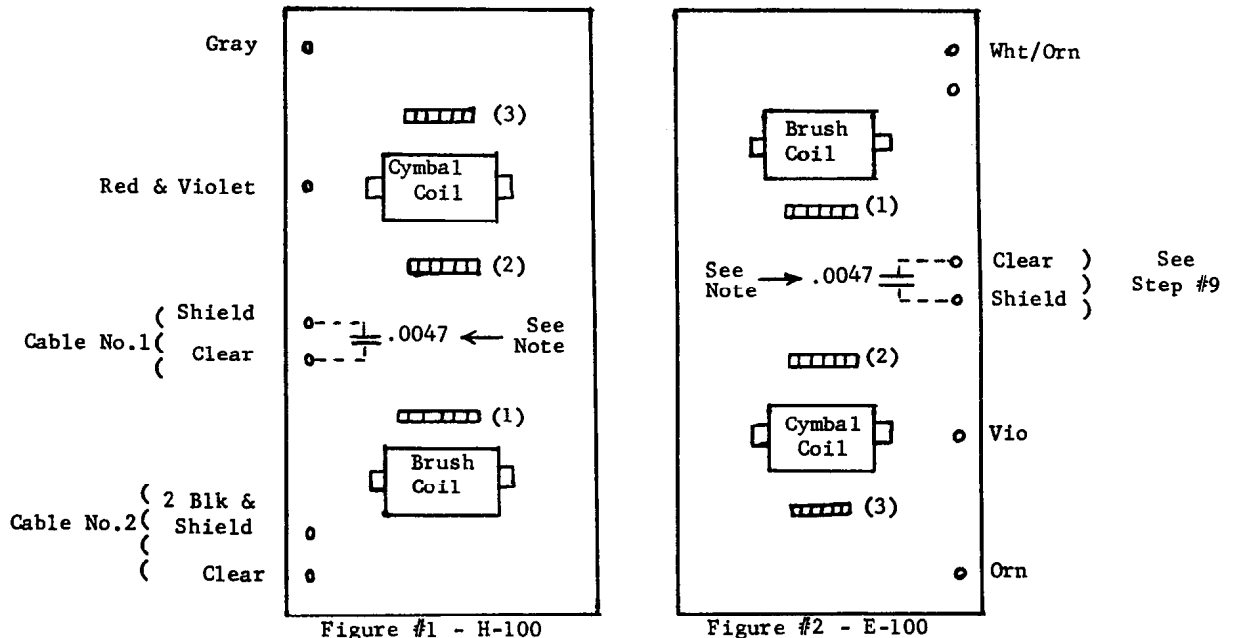 Gray
(3)
Cymbal
Coil
Red & Violet
(2)
Shield
Cable No.1
Clear
.0047
See
Note
(1)
Brush
Coil
2 Blk &
Shield
Cable No.2
Clear
Figure #1 - H-100
Wht/Orn
Brush
Coil
(1)
See
Note
.0047
Clear
Shield
See
Step #9
(2)
Cymbal
Coil
Vio
(3)
Orn
Figure #2 - E-100